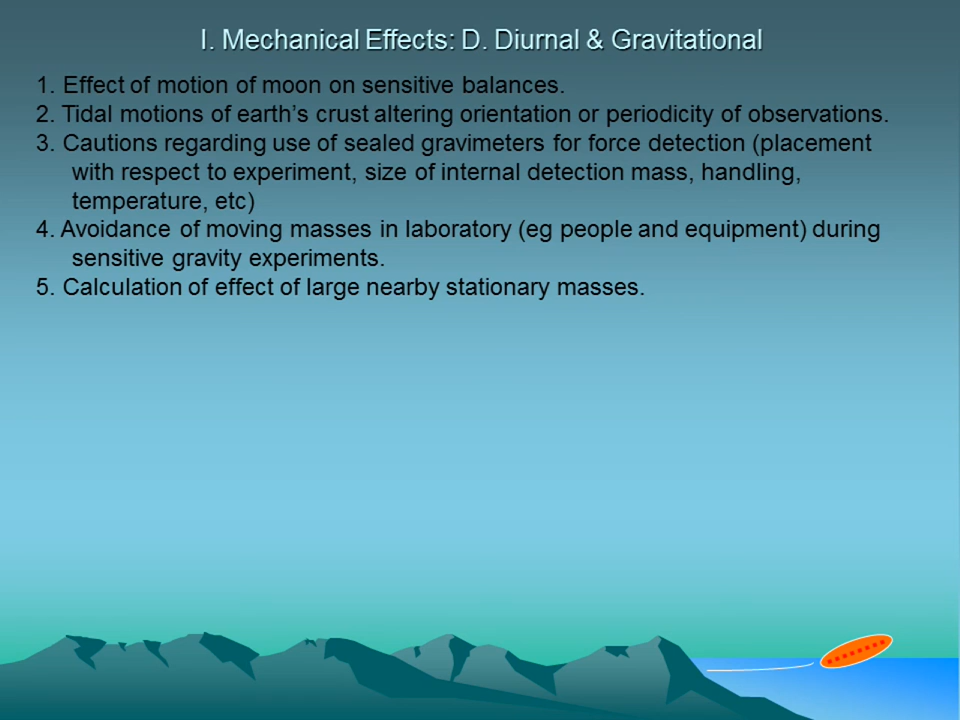 I. Mechanical Effects: D. Diurnal & Gravitational
1. Effect of motion of moon on sensitive balances.
2. Tidal motions of earth’s crust altering orientation or periodicity of observations.
3. Cautions regarding use of sealed gravimeters for force detection (placement
with respect to experiment, size of internal detection mass, handling,
temperature, etc)
4. Avoidance of moving masses in laboratory (eg people and equipment) during
sensitive gravity experiments.
5. Calculation of effect of large nearby stationary masses.